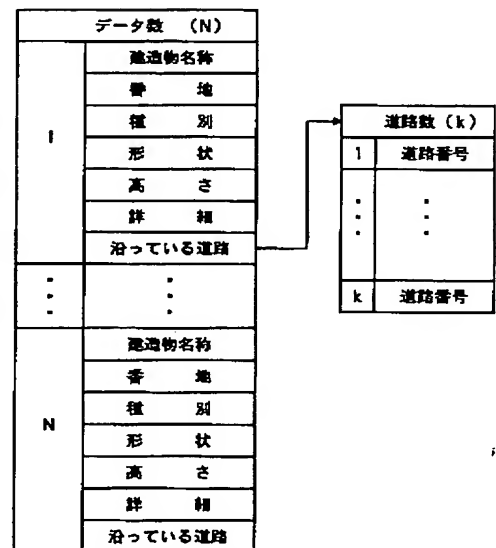 データ数 (N)
1
建造物名称
番 地
種 別
形 状
高 さ
詳 細
沿っている道路
N
建造物名称
番 地
種 別
形 状
高 さ
詳 細
沿っている道路
道路数 (k)
1 道路番号
k 道路番号